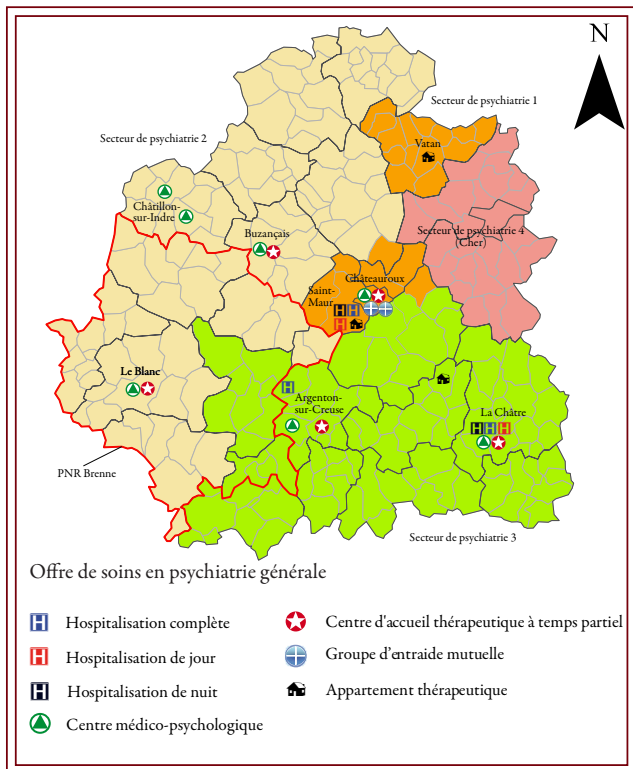 N
Secteur de psychiatrie 1
Secteur de psychiatrie 2
Vatan
Châtillon-
sur-Indre
Buzançais
Secteur de psychiatrie 4
(Cher)
Saint-
Maur
Châteauroux
Le Blanc
Argenton-
sur-Creuse
La Châtre
PNR Brenne
Secteur de psychiatrie 3
Offre de soins en psychiatrie générale
H Hospitalisation complète
H Hospitalisation de jour
H Hospitalisation de nuit
Centre médico-psychologique
Centre d'accueil thérapeutique à temps partiel
Groupe d'entraide mutuelle
Appartement thérapeutique